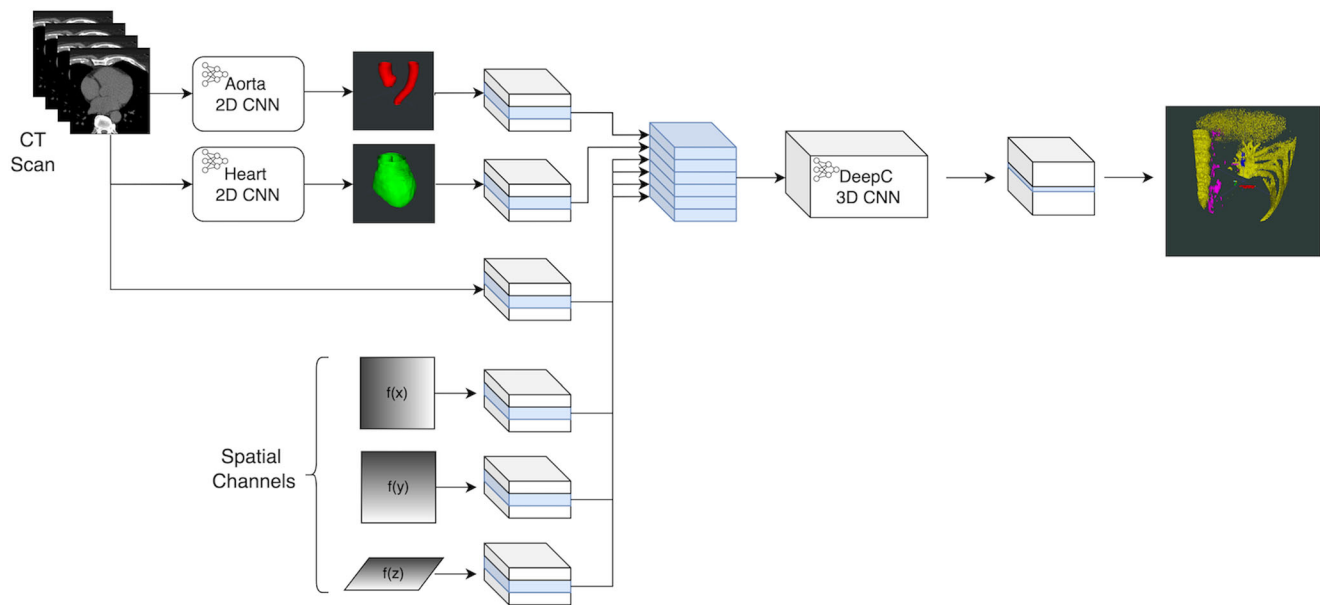 CT
Scan
Aorta
2D CNN
Heart
2D CNN
DeepC
3D CNN
Spatial
Channels
f(x)
f(y)
f(z)